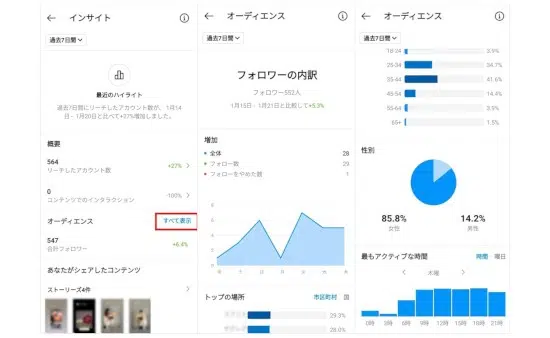 インサイト
過去7日間
最近のハイライト
過去7日間にリーチしたアカウント数が、1月14
日 - 1月20日と比べて+27%増加しました。
概要
564
リーチしたアカウント数
+27%
0
コンテンツでのインタラクション
-100%
オーディエンス
すべて表示
547
合計フォロワー
+6.4%
あなたがシェアしたコンテンツ
ストーリーズ4件
オーディエンス
過去7日間
フォロワーの内訳
フォロワー552人
1月15日 - 1月21日と比較して+5.3%
増加
全体 28
フォロー数 29
フォローをやめた数 1
8
6
4
2
0
トップの場所
市区町村
国
29.3%
28.0%
オーディエンス
過去7日間
18-24 3.9%
25-34 34.7%
35-44 41.6%
45-54 14.4%
55-64 3.5%
65+ 1.5%
性別
85.8%
女性
14.2%
男性
最もアクティブな時間
時間
曜日
木曜
0時 3時 6時 9時 12時 15時 18時 21時